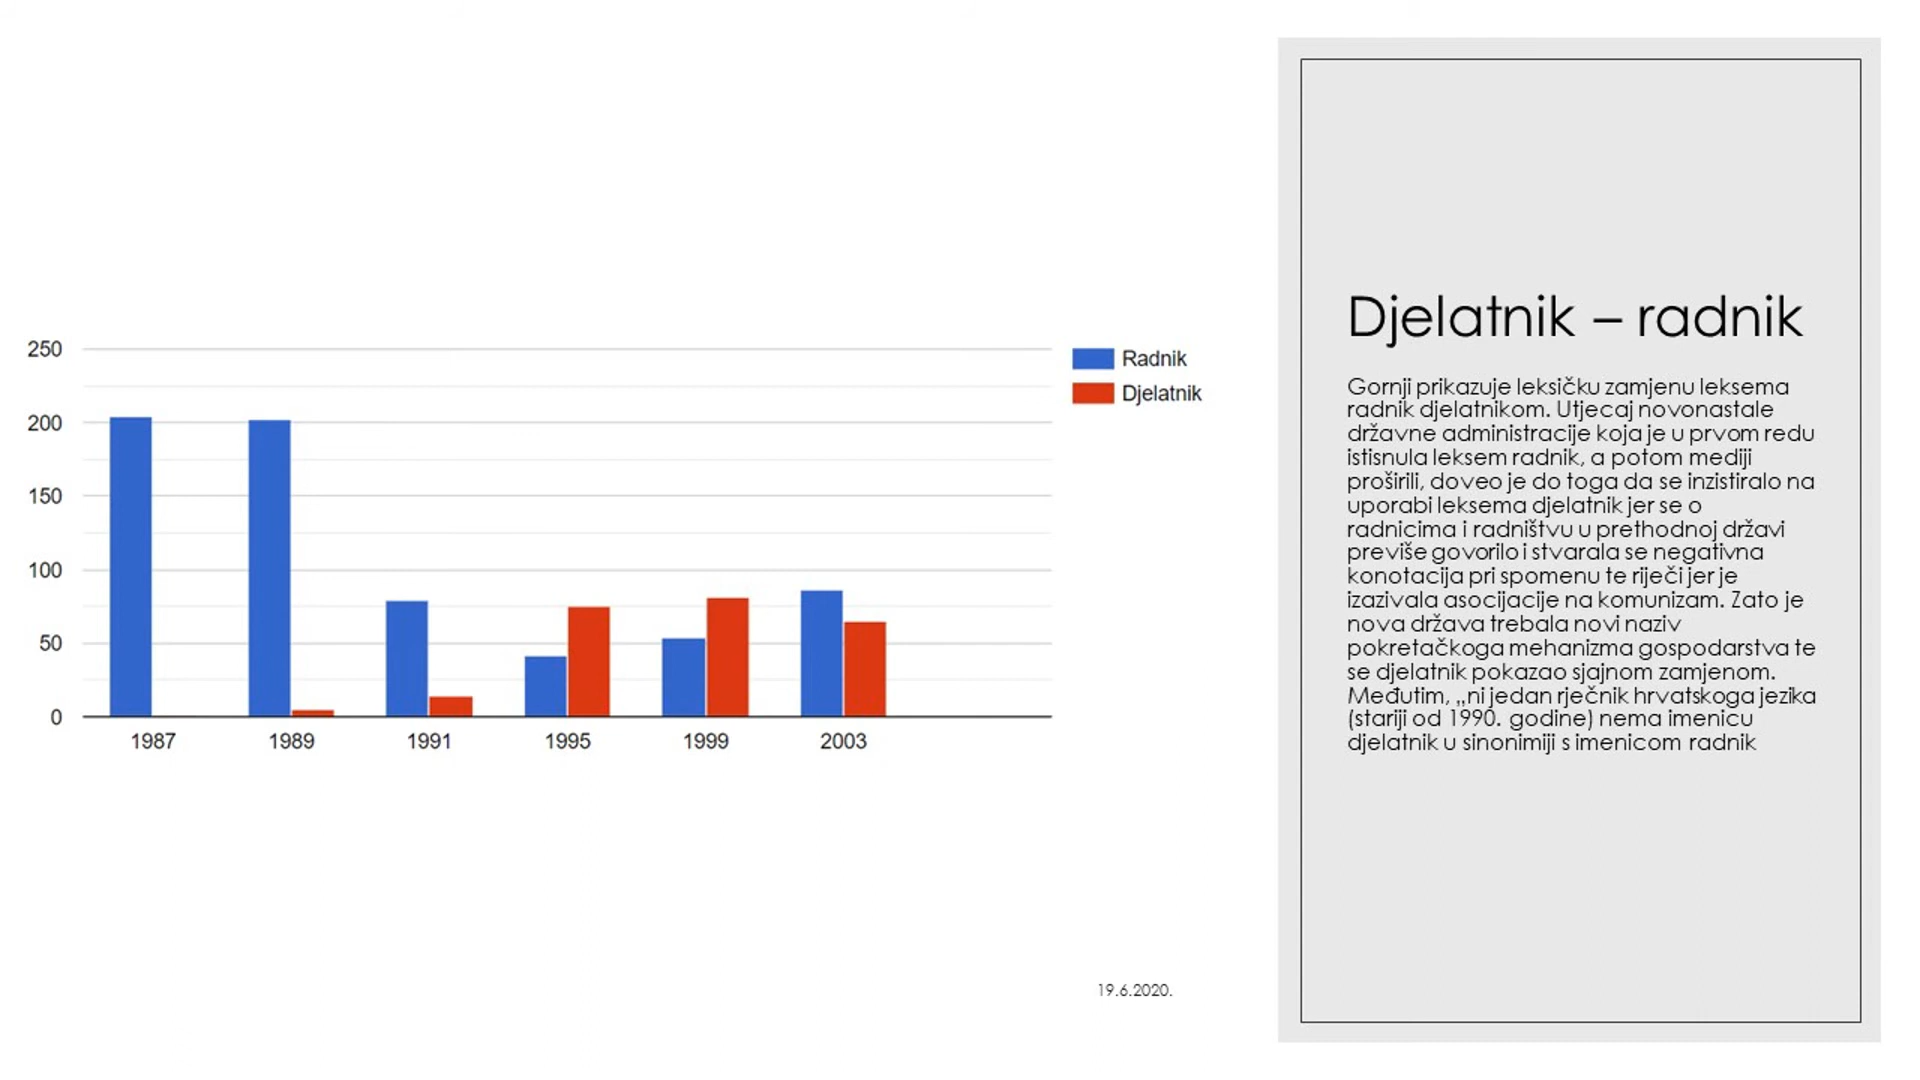 250
200
150
100
50
0
1987 1989 1991 1995 1999 2003
Radnik
Djelatnik
19.6.2020.
Djelatnik – radnik
Gornji prikazuje leksičku zamjenu leksema
radnik djelatnikom. Utjecaj novonastale
državne administracije koja je u prvom redu
istisnula leksem radnik, a potom mediji
proširili, doveo je do toga da se inzistiralo na
uporabi leksema djelatnik jer se o
radnicima i radništvu u prethodnoj državi
previše govorilo i stvarala se negativna
konotacija pri spomenu te riječi jer je
izazivala asocijacije na komunizam. Zato je
nova država trebala novi naziv
pokretačkoga mehanizma gospodarstva te
se djelatnik pokazao sjajnom zamjenom.
Međutim, „ni jedan rječnik hrvatskoga jezika
(stariji od 1990. godine) nema imenicu
djelatnik u sinonimiji s imenicom radnik